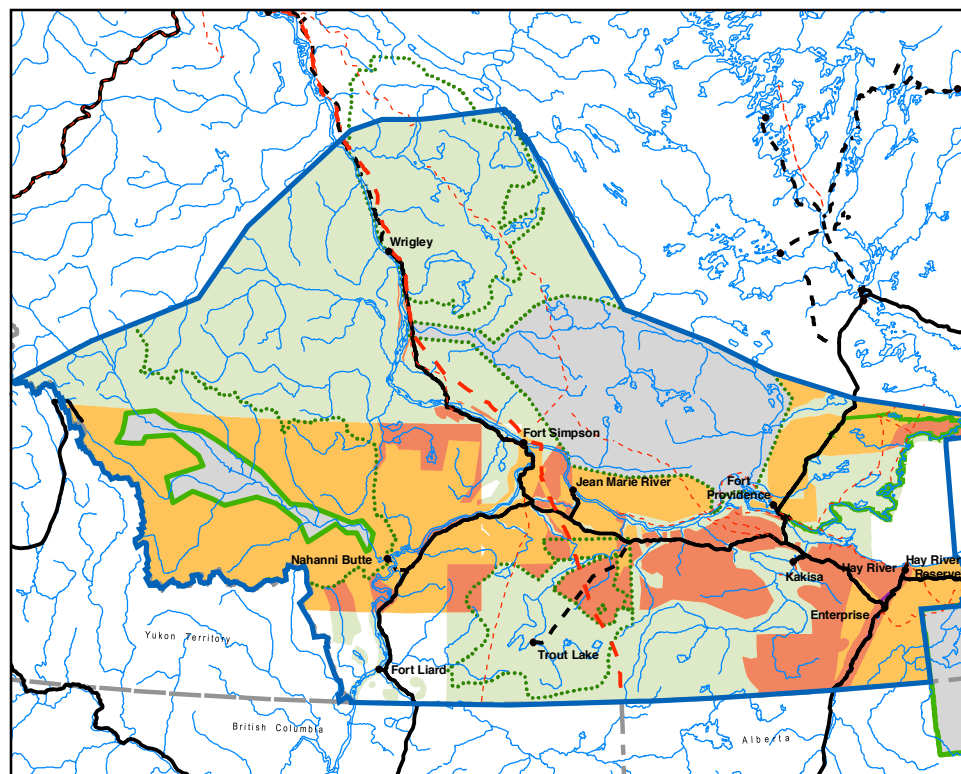 Wrigley
Fort Simpson
Jean Marie River
Fort
Providence
Nahanni Butte
Hay River
Hay River
Reserve
Kakisa
Enterprise
Yukon Territory
Trout Lake
Fort Liard
British Columbia
Alberta